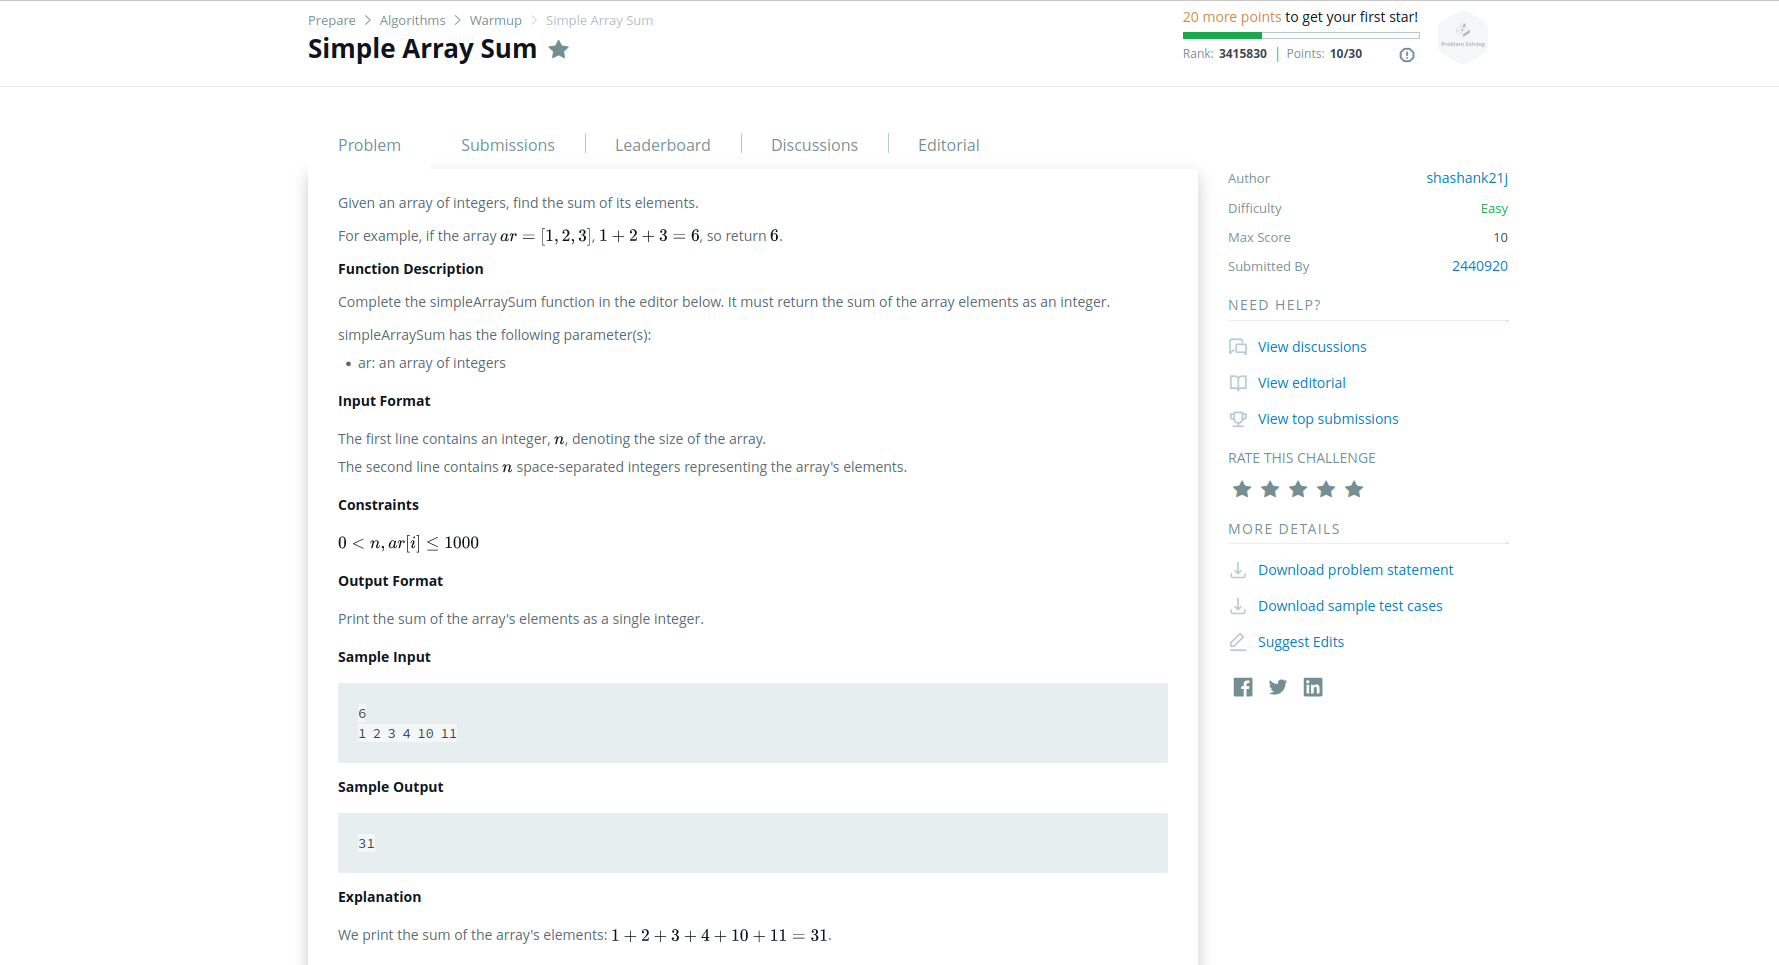 Prepare > Algorithms > Warmup > Simple Array Sum
Simple Array Sum
20 more points to get your first star!
Rank: 3415830 | Points: 10/30
Problem Solving
Problem
Submissions
Leaderboard
Discussions
Editorial
Given an array of integers, find the sum of its elements.
For example, if the array ar = [1, 2, 3], 1 + 2 + 3 = 6, so return 6.
Function Description
Complete the simpleArraySum function in the editor below. It must return the sum of the array elements as an integer.
simpleArraySum has the following parameter(s):
• ar: an array of integers
Input Format
The first line contains an integer, n, denoting the size of the array.
The second line contains n space-separated integers representing the array's elements.
Constraints
0 < n, ar[i] ≤ 1000
Output Format
Print the sum of the array's elements as a single integer.
Sample Input
6
1 2 3 4 10 11
Sample Output
31
Explanation
We print the sum of the array's elements: 1 + 2 + 3 + 4 + 10 + 11 = 31.
Author shashank21j
Difficulty Easy
Max Score 10
Submitted By 2440920
NEED HELP?
View discussions
View editorial
View top submissions
RATE THIS CHALLENGE
MORE DETAILS
Download problem statement
Download sample test cases
Suggest Edits